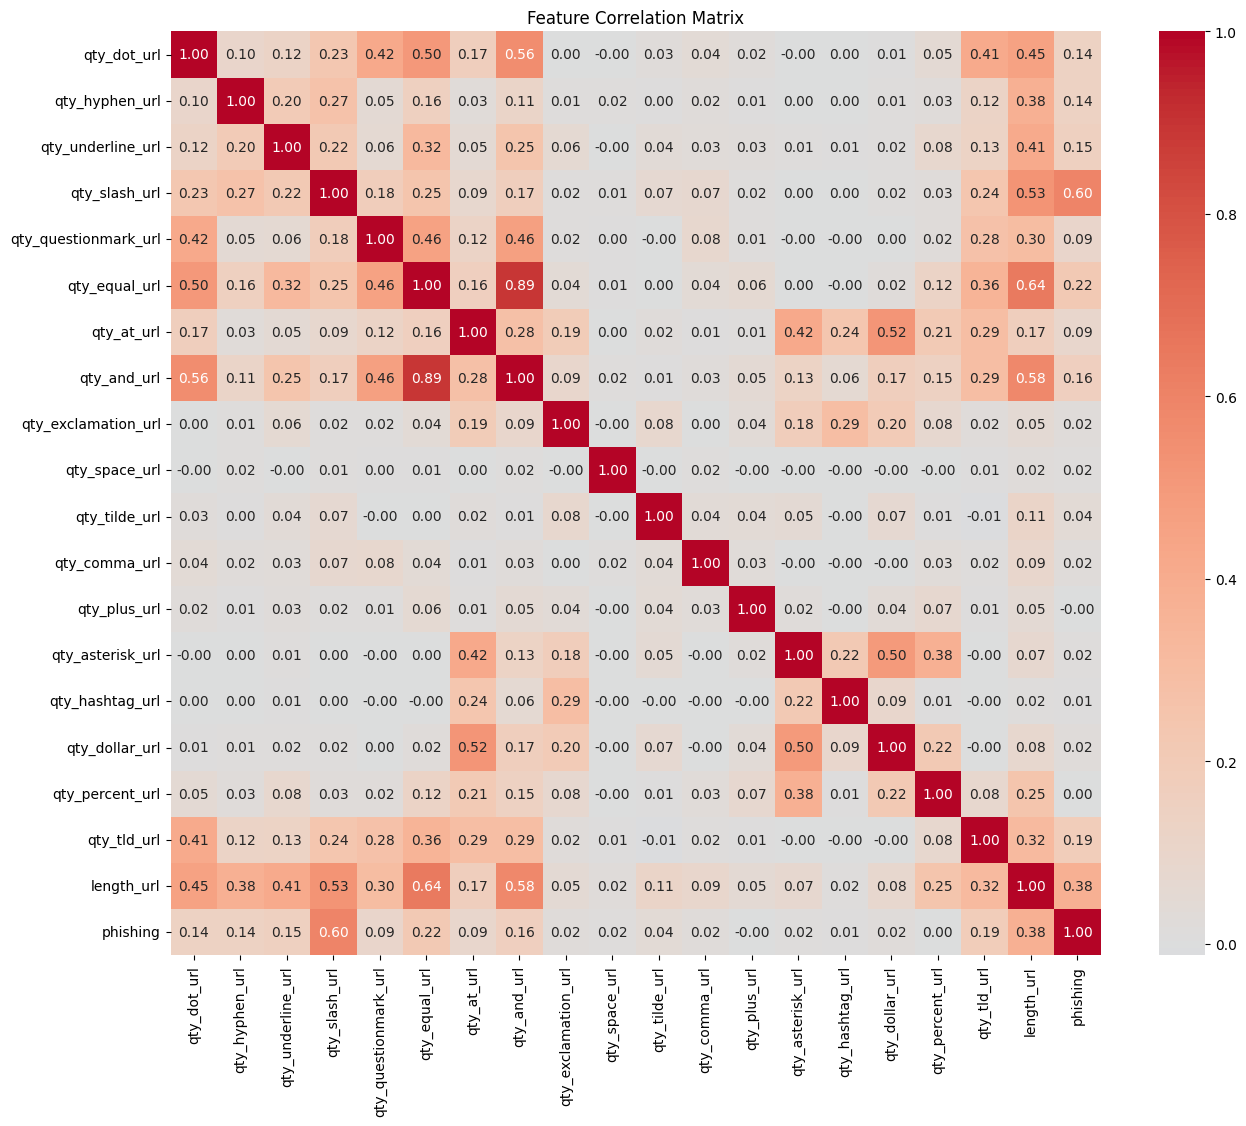 Feature Correlation Matrix
qty_dot_url 1.00 0.10 0.12 0.23 0.42 0.50 0.17 0.56 0.00 -0.00 0.03 0.04 0.02 -0.00 0.00 0.01 0.05 0.41 0.45 0.14
qty_hyphen_url 0.10 1.00 0.20 0.27 0.05 0.16 0.03 0.11 0.01 0.02 0.00 0.02 0.01 0.00 0.00 0.01 0.03 0.12 0.38 0.14
qty_underline_url 0.12 0.20 1.00 0.22 0.06 0.32 0.05 0.25 0.06 -0.00 0.04 0.03 0.03 0.01 0.01 0.02 0.08 0.13 0.41 0.15
qty_slash_url 0.23 0.27 0.22 1.00 0.18 0.25 0.09 0.17 0.02 0.01 0.07 0.07 0.02 0.00 0.00 0.02 0.03 0.24 0.53 0.60
qty_questionmark_url 0.42 0.05 0.06 0.18 1.00 0.46 0.12 0.46 0.02 0.00 -0.00 0.08 0.01 -0.00 -0.00 0.00 0.02 0.28 0.30 0.09
qty_equal_url 0.50 0.16 0.32 0.25 0.46 1.00 0.16 0.89 0.04 0.01 0.00 0.04 0.06 0.00 -0.00 0.02 0.12 0.36 0.64 0.22
qty_at_url 0.17 0.03 0.05 0.09 0.12 0.16 1.00 0.28 0.19 0.00 0.02 0.01 0.01 0.42 0.24 0.52 0.21 0.29 0.17 0.09
qty_and_url 0.56 0.11 0.25 0.17 0.46 0.89 0.28 1.00 0.09 0.02 0.01 0.03 0.05 0.13 0.06 0.17 0.15 0.29 0.58 0.16
qty_exclamation_url 0.00 0.01 0.06 0.02 0.02 0.04 0.19 0.09 1.00 -0.00 0.08 0.00 0.04 0.18 0.29 0.20 0.08 0.02 0.05 0.02
qty_space_url -0.00 0.02 -0.00 0.01 0.00 0.01 0.00 0.02 -0.00 1.00 -0.00 0.02 -0.00 -0.00 -0.00 -0.00 -0.00 0.01 0.02 0.02
qty_tilde_url 0.03 0.00 0.04 0.07 -0.00 0.00 0.02 0.01 0.08 -0.00 1.00 0.04 0.04 0.05 -0.00 0.07 0.01 -0.01 0.11 0.04
qty_comma_url 0.04 0.02 0.03 0.07 0.08 0.04 0.01 0.03 0.00 0.02 0.04 1.00 0.03 -0.00 -0.00 -0.00 0.03 0.02 0.09 0.02
qty_plus_url 0.02 0.01 0.03 0.02 0.01 0.06 0.01 0.05 0.04 -0.00 0.04 0.03 1.00 0.02 -0.00 0.04 0.07 0.01 0.05 -0.00
qty_asterisk_url -0.00 0.00 0.01 0.00 -0.00 0.00 0.42 0.13 0.18 -0.00 0.05 -0.00 0.02 1.00 0.22 0.50 0.38 -0.00 0.07 0.02
qty_hashtag_url 0.00 0.00 0.01 0.00 -0.00 -0.00 0.24 0.06 0.29 -0.00 -0.00 -0.00 -0.00 0.22 1.00 0.09 0.01 -0.00 0.02 0.01
qty_dollar_url 0.01 0.01 0.02 0.02 0.00 0.02 0.52 0.17 0.20 -0.00 0.07 -0.00 0.04 0.50 0.09 1.00 0.22 -0.00 0.08 0.02
qty_percent_url 0.05 0.03 0.08 0.03 0.02 0.12 0.21 0.15 0.08 -0.00 0.01 0.03 0.07 0.38 0.01 0.22 1.00 0.08 0.25 0.00
qty_tld_url 0.41 0.12 0.13 0.24 0.28 0.36 0.29 0.29 0.02 0.01 -0.01 0.02 0.01 -0.00 -0.00 -0.00 0.08 1.00 0.32 0.19
length_url 0.45 0.38 0.41 0.53 0.30 0.64 0.17 0.58 0.05 0.02 0.11 0.09 0.05 0.07 0.02 0.08 0.25 0.32 1.00 0.38
phishing 0.14 0.14 0.15 0.60 0.09 0.22 0.09 0.16 0.02 0.02 0.04 0.02 -0.00 0.02 0.01 0.02 0.00 0.19 0.38 1.00
qty_dot_url
qty_hyphen_url
qty_underline_url
qty_slash_url
qty_questionmark_url
qty_equal_url
qty_at_url
qty_and_url
qty_exclamation_url
qty_space_url
qty_tilde_url
qty_comma_url
qty_plus_url
qty_asterisk_url
qty_hashtag_url
qty_dollar_url
qty_percent_url
qty_tld_url
length_url
phishing
1.0
0.8
0.6
0.4
0.2
0.0